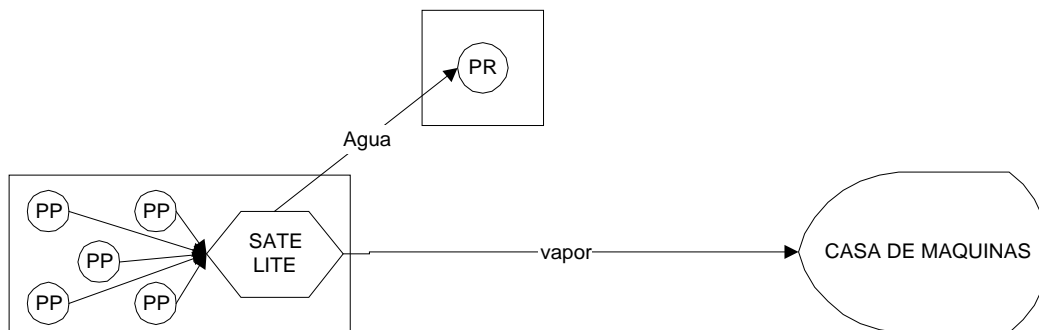 PR
Agua
PP
PP
PP
PP
PP
SATE
LITE
vapor
CASA DE MAQUINAS